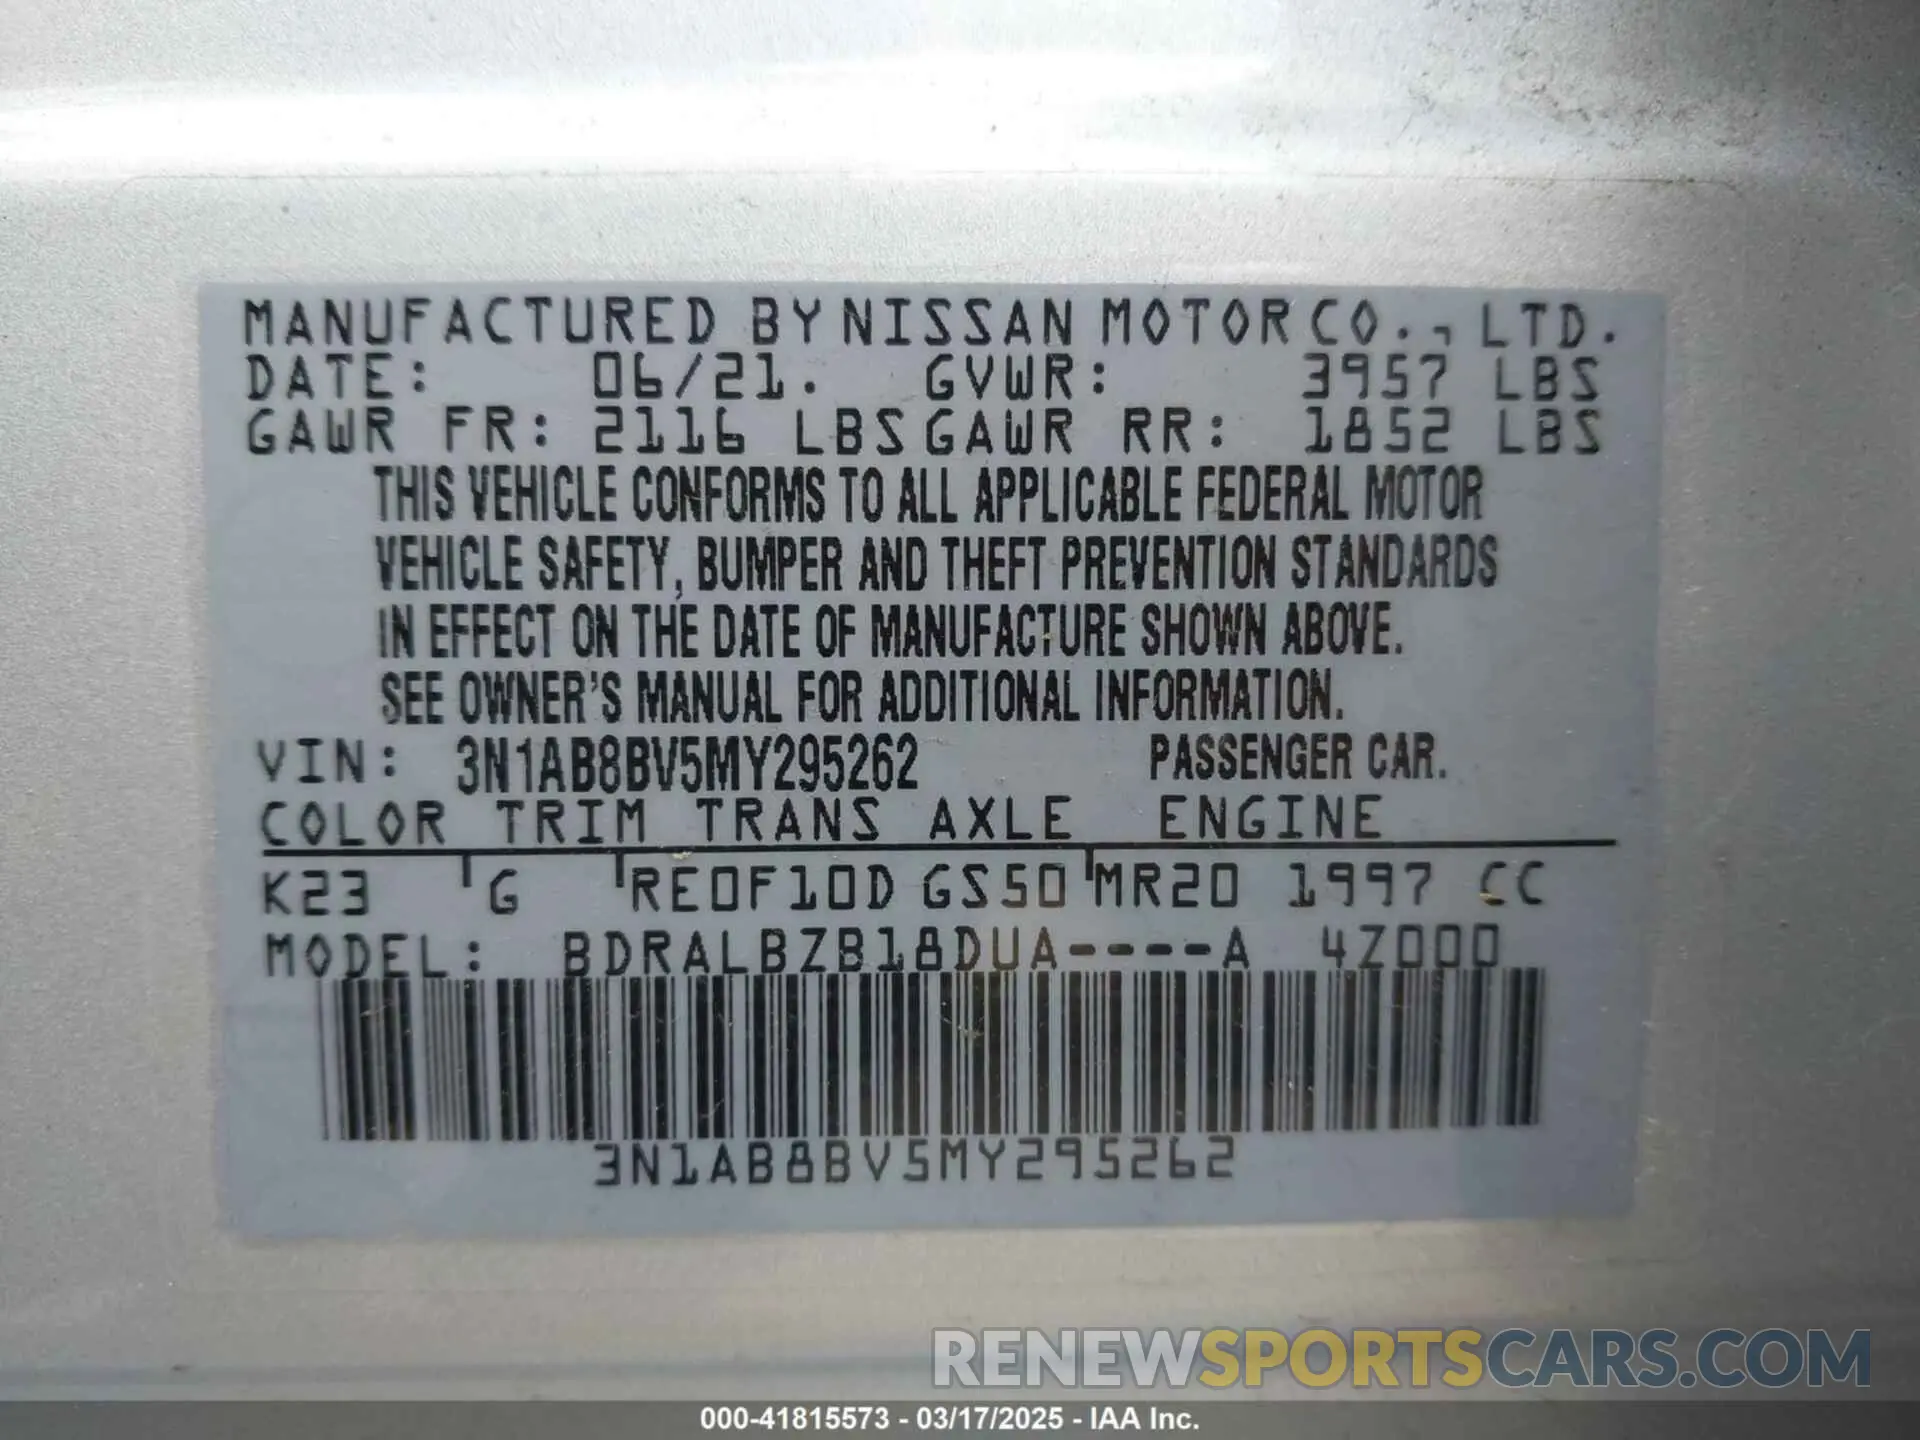 MANUFACTURED BY NISSAN MOTOR CO., LTD.
DATE: 06/21. GVWR: 3957 LBS
GAWR FR: 2116 LBS GAWR RR: 1852 LBS
THIS VEHICLE CONFORMS TO ALL APPLICABLE FEDERAL MOTOR
VEHICLE SAFETY, BUMPER AND THEFT PREVENTION STANDARDS
IN EFFECT ON THE DATE OF MANUFACTURE SHOWN ABOVE.
SEE OWNER'S MANUAL FOR ADDITIONAL INFORMATION.
VIN: 3N1AB8BV5MY295262 PASSENGER CAR.
COLOR TRIM TRANS AXLE ENGINE
K23 G RE0F10D GS50 MR20 1997 CC
MODEL: BDRALBZB18DUA----A 4Z000
3N1AB8BV5MY295262
RENEWSPORTSCARS.COM
000-41815573 - 03/17/2025 - IAA Inc.